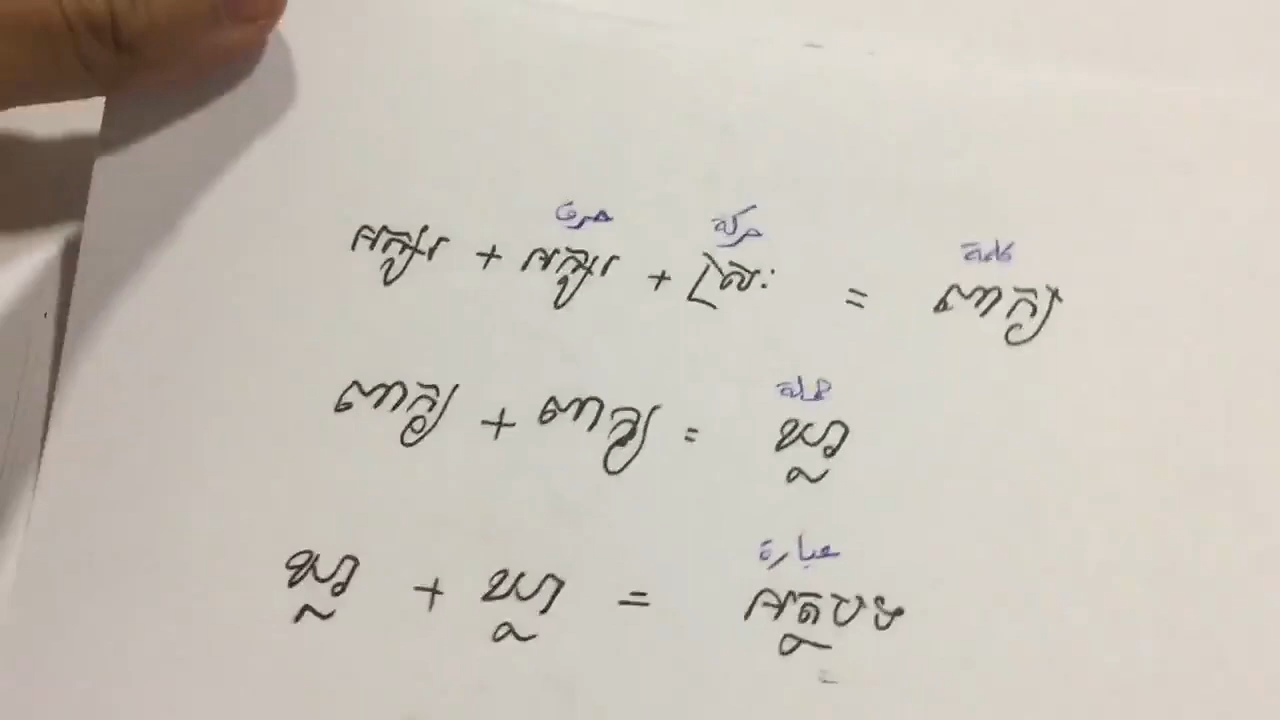 حرف حركة
អក្សរ + អក្សរ + ស្រៈ = ពាក្យ
كلمة
ពាក្យ + ពាក្យ = ឃ្លា
جملة
ឃ្លា + ឃ្លា = អត្ថបទ
عبارة